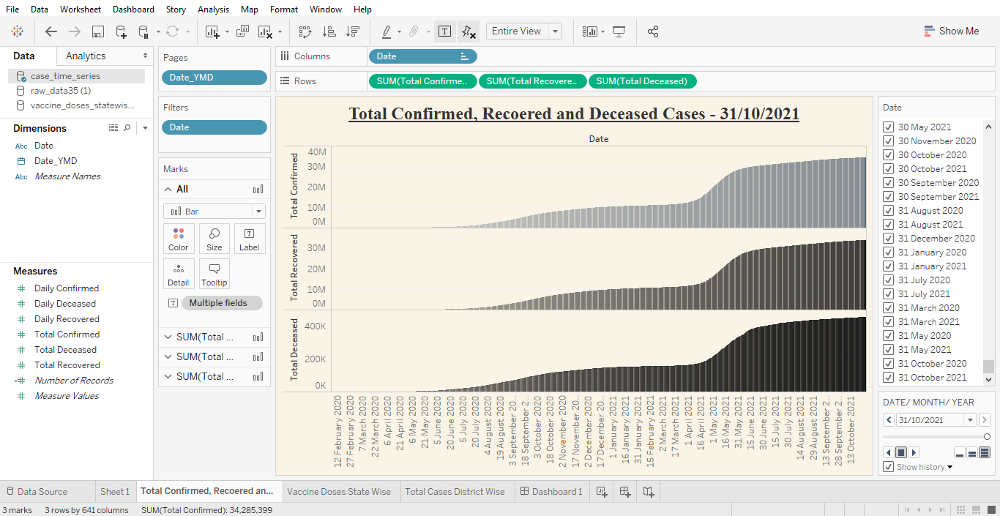 File Data Worksheet Dashboard Story Analysis Map Format Window Help
Entire View
Show Me
Data Analytics
case_time_series
raw_data35 (1)
vaccine_doses_statewis...
Dimensions
Abc Date
Date_YMD
Abc Measure Names
Measures
Daily Confirmed
Daily Deceased
Daily Recovered
Total Confirmed
Total Deceased
Total Recovered
Number of Records
Measure Values
Pages
Date_YMD
Filters
Date
Marks
All
Bar
Color Size Label
Detail Tooltip
Multiple fields
SUM(Total ...
SUM(Total ...
SUM(Total ...
Columns Date
Rows SUM(Total Confirme.. SUM(Total Recovere.. SUM(Total Deceased)
Total Confirmed, Recoered and Deceased Cases - 31/10/2021
Date
Total Confirmed
40M
30M
20M
10M
0M
Total Recovered
30M
20M
10M
0M
Total Deceased
400K
200K
0K
12 February 2020
27 February 2020
7 March 2020
22 March 2020
6 April 2020
21 April 2020
6 May 2020
21 May 2020
5 June 2020
20 June 2020
5 July 2020
20 July 2020
4 August 2020
19 August 2020
3 September 20..
18 September 2..
3 October 2020
18 October 2020
2 November 2020
17 November 20..
2 December 2020
17 December 20..
1 January 2021
16 January 2021
31 January 2021
15 February 2021
2 March 2021
17 March 2021
1 April 2021
16 April 2021
1 May 2021
16 May 2021
31 May 2021
15 June 2021
30 June 2021
15 July 2021
30 July 2021
14 August 2021
29 August 2021
13 September 2..
28 September 2..
13 October 2021
Date
30 May 2021
30 November 2020
30 October 2020
30 October 2021
30 September 2020
30 September 2021
31 August 2020
31 August 2021
31 December 2020
31 January 2020
31 January 2021
31 July 2020
31 July 2021
31 March 2020
31 March 2021
31 May 2020
31 May 2021
31 October 2020
31 October 2021
DATE/ MONTH/ YEAR
31/10/2021
Show history
Data Source Sheet 1 Total Confirmed, Recoered an... Vaccine Doses State Wise Total Cases District Wise Dashboard 1
3 marks 3 rows by 641 columns SUM(Total Confirmed): 34,285,399